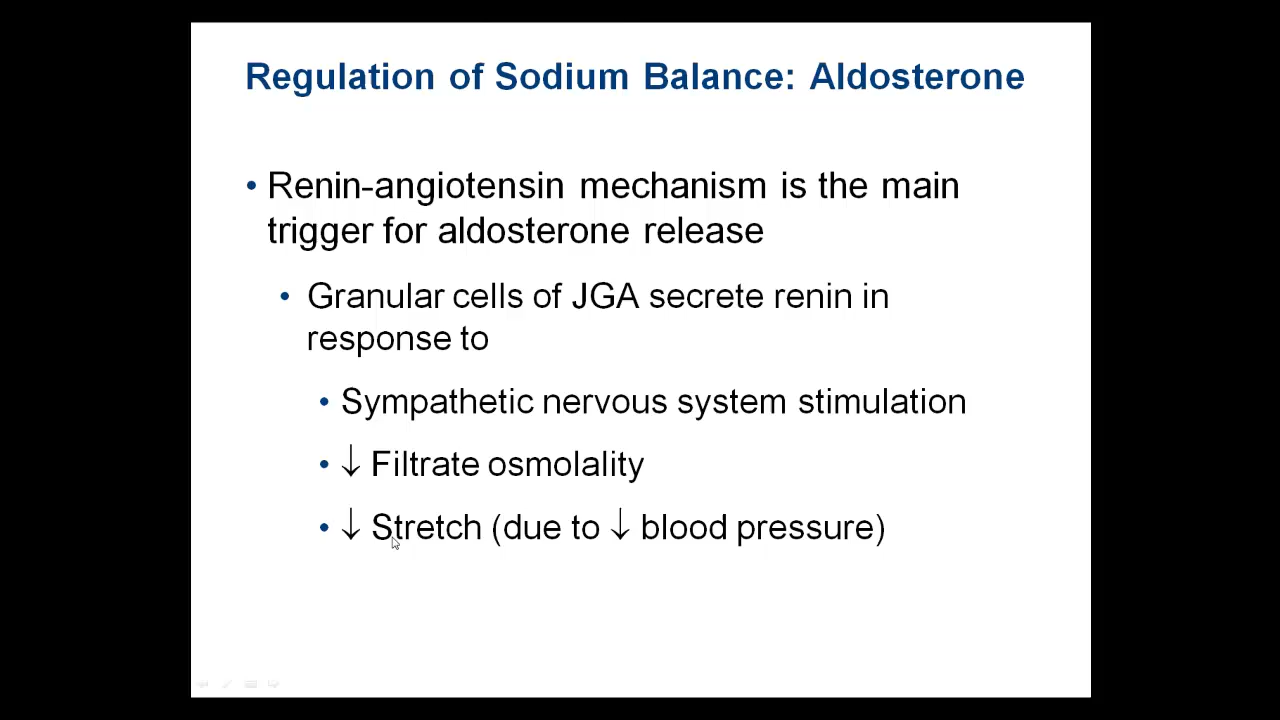 Regulation of Sodium Balance: Aldosterone
• Renin-angiotensin mechanism is the main
trigger for aldosterone release
• Granular cells of JGA secrete renin in
response to
• Sympathetic nervous system stimulation
• ↓ Filtrate osmolality
• ↓ Stretch (due to ↓ blood pressure)